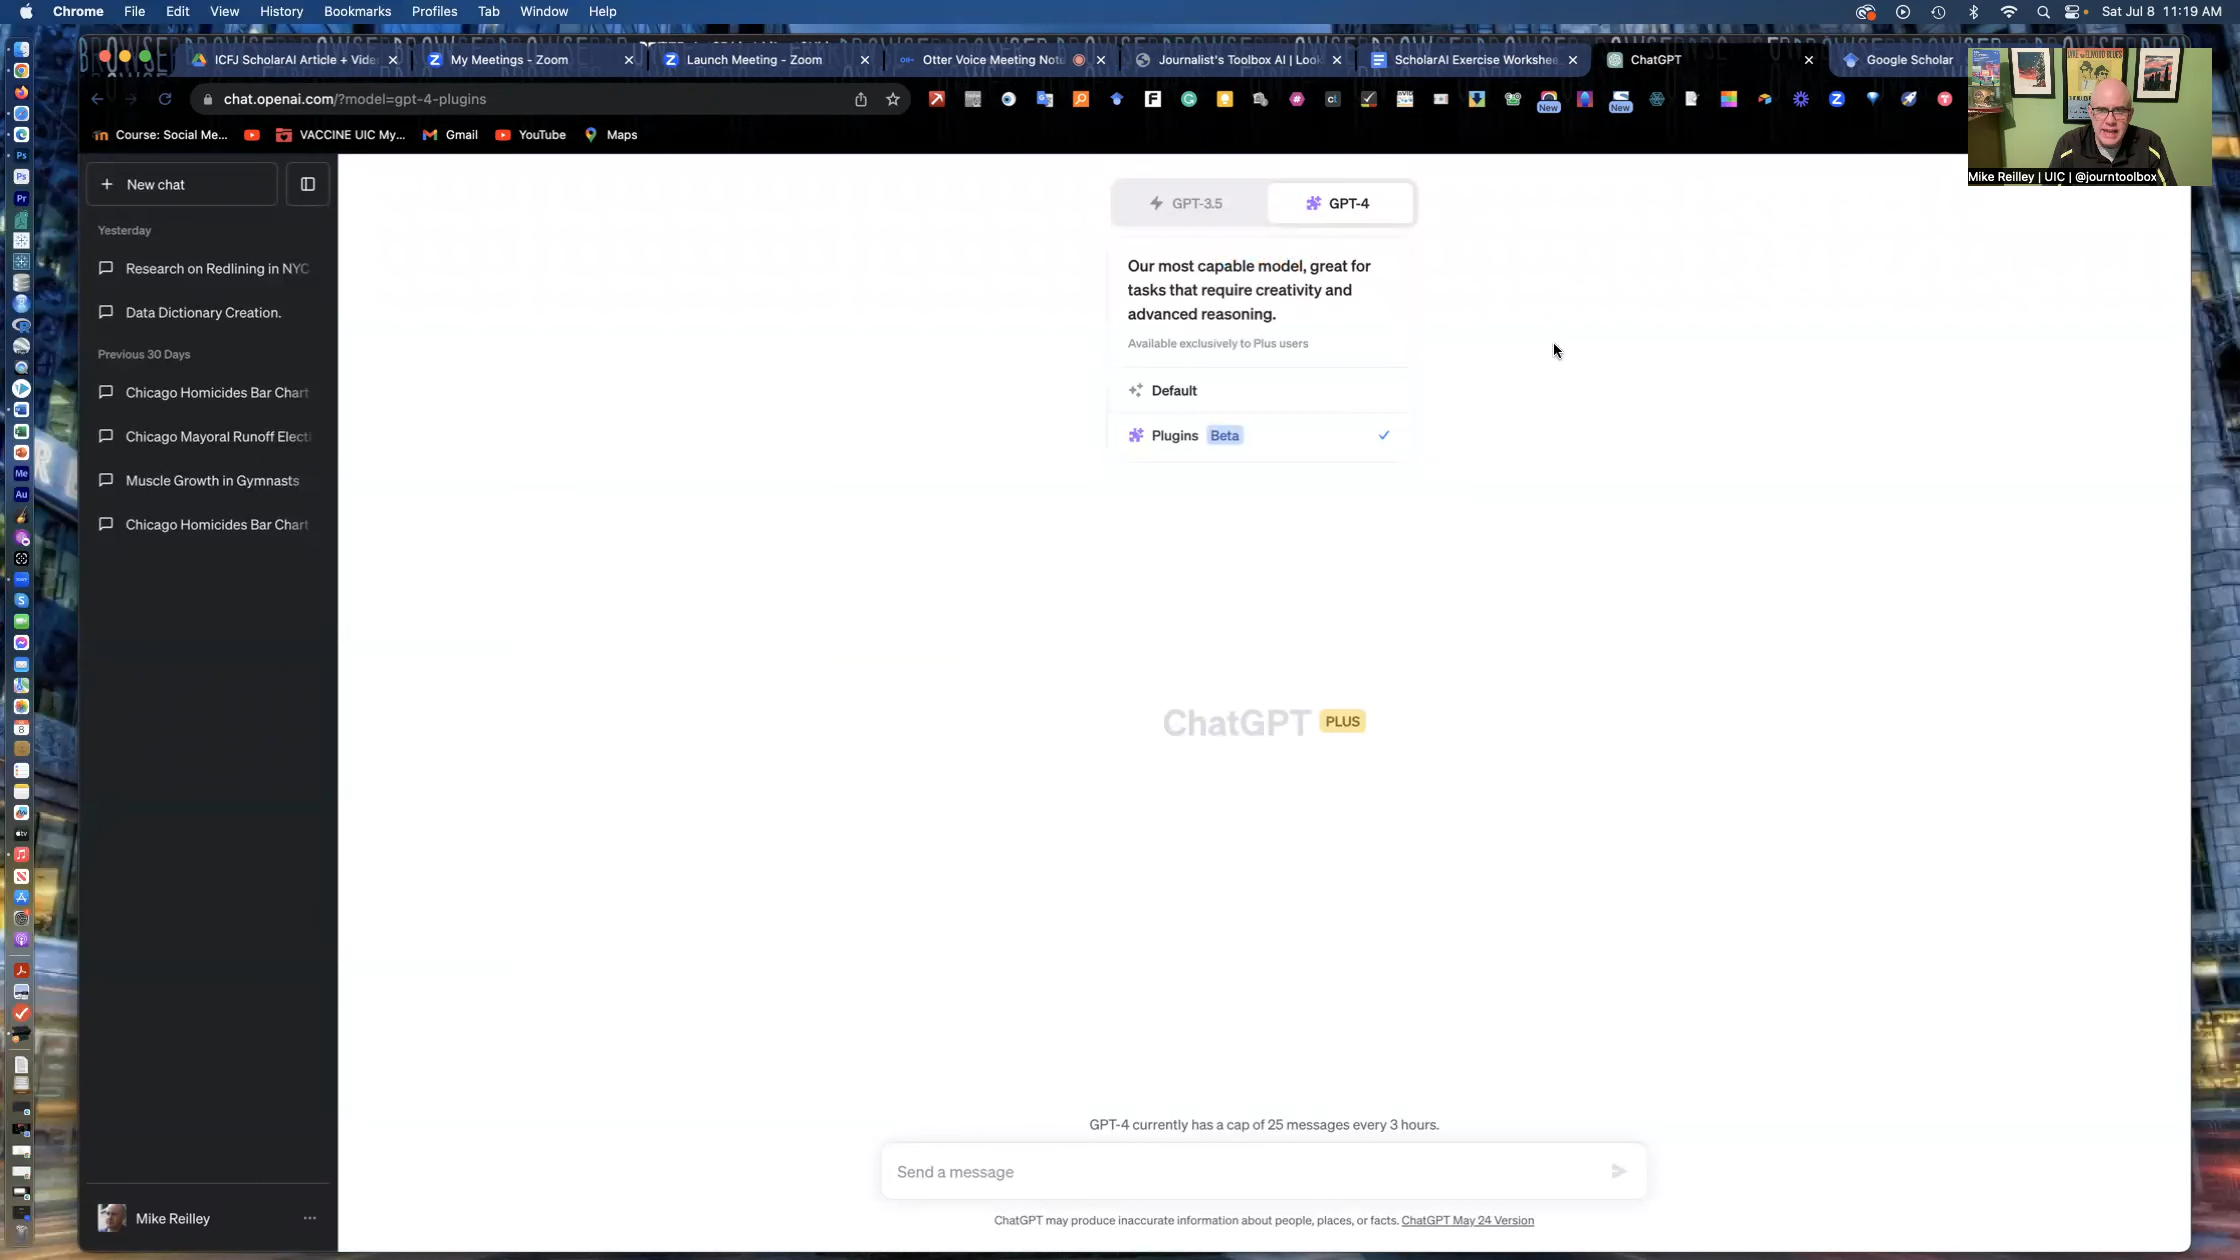 Chrome File Edit View History Bookmarks Profiles Tab Window Help Sat Jul 8 11:19 AM
ICFJ ScholarAI Article + Vide My Meetings - Zoom Launch Meeting - Zoom Otter Voice Meeting Not Journalist's Toolbox AI | Look ScholarAI Exercise Workshee ChatGPT Google Scholar
chat.openai.com/?model=gpt-4-plugins
New New
Course: Social Me... VACCINE UIC My... Gmail YouTube Maps
Mike Reilley | UIC | @journtoolbox
New chat
Yesterday
Research on Redlining in NYC
Data Dictionary Creation.
Previous 30 Days
Chicago Homicides Bar Chart
Chicago Mayoral Runoff Elect
Muscle Growth in Gymnasts
Chicago Homicides Bar Chart
Mike Reilley
GPT-3.5 GPT-4
Our most capable model, great for
tasks that require creativity and
advanced reasoning.
Available exclusively to Plus users
Default
Plugins Beta
ChatGPT PLUS
GPT-4 currently has a cap of 25 messages every 3 hours.
Send a message
ChatGPT may produce inaccurate information about people, places, or facts. ChatGPT May 24 Version